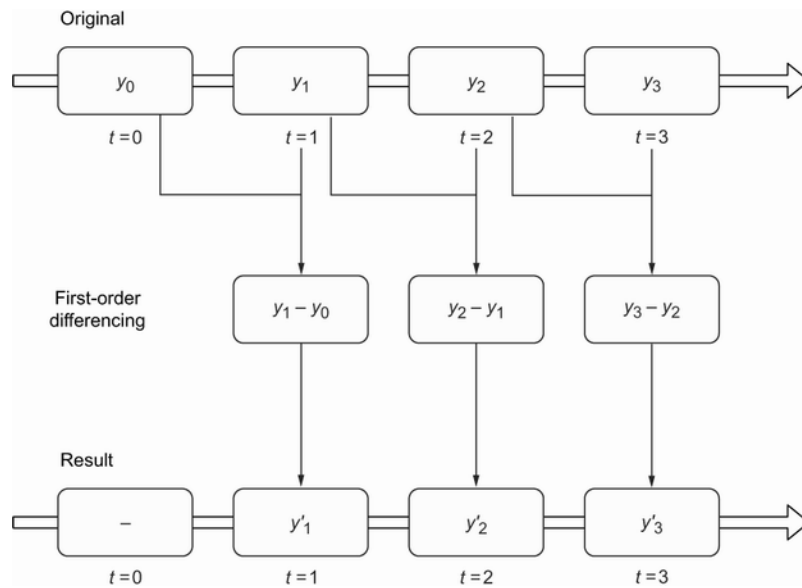 Original
y₀ y₁ y₂ y₃
t=0 t=1 t=2 t=3
First-order
differencing
y₁ – y₀ y₂ – y₁ y₃ – y₂
Result
– y'₁ y'₂ y'₃
t=0 t=1 t=2 t=3